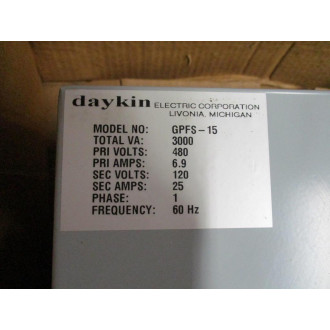 daykin ELECTRIC CORPORATION
LIVONIA, MICHIGAN
MODEL NO: GPFS-15
TOTAL VA: 3000
PRI VOLTS: 480
PRI AMPS: 6.9
SEC VOLTS: 120
SEC AMPS: 25
PHASE: 1
FREQUENCY: 60 Hz